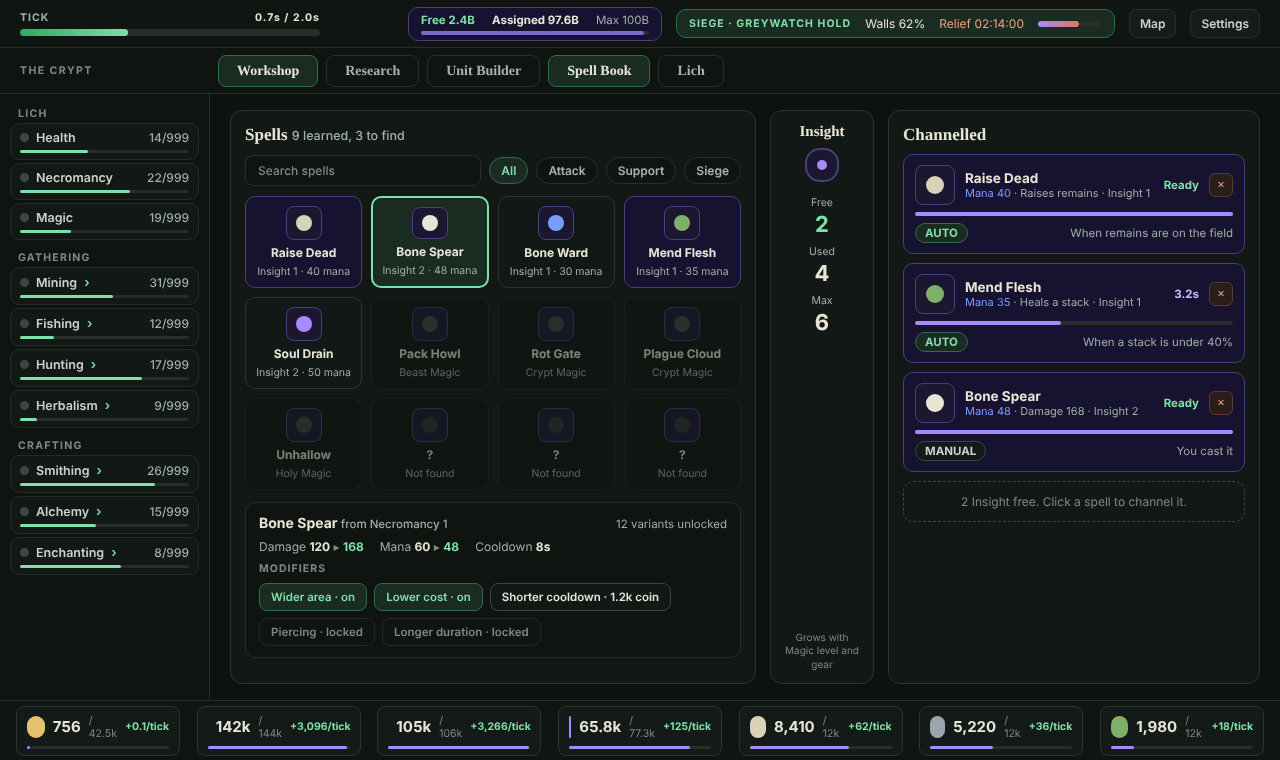 TICK
0.7s / 2.0s
Free 2.4B Assigned 97.6B Max 100B
SIEGE · GREYWATCH HOLD Walls 62% Relief 02:14:00
Map
Settings
THE CRYPT
Workshop
Research
Unit Builder
Spell Book
Lich
LICH
Health 14/999
Necromancy 22/999
Magic 19/999
GATHERING
Mining › 31/999
Fishing › 12/999
Hunting › 17/999
Herbalism › 9/999
CRAFTING
Smithing › 26/999
Alchemy › 15/999
Enchanting › 8/999
Spells 9 learned, 3 to find
Search spells
All
Attack
Support
Siege
Raise Dead
Insight 1 · 40 mana
Bone Spear
Insight 2 · 48 mana
Bone Ward
Insight 1 · 30 mana
Mend Flesh
Insight 1 · 35 mana
Soul Drain
Insight 2 · 50 mana
Pack Howl
Beast Magic
Rot Gate
Crypt Magic
Plague Cloud
Crypt Magic
Unhallow
Holy Magic
?
Not found
?
Not found
?
Not found
Bone Spear from Necromancy 1
12 variants unlocked
Damage 120 ▸ 168 Mana 60 ▸ 48 Cooldown 8s
MODIFIERS
Wider area · on
Lower cost · on
Shorter cooldown · 1.2k coin
Piercing · locked
Longer duration · locked
Insight
Free
2
Used
4
Max
6
Grows with
Magic level and
gear
Channelled
Raise Dead
Mana 40 · Raises remains · Insight 1
Ready
×
AUTO
When remains are on the field
Mend Flesh
Mana 35 · Heals a stack · Insight 1
3.2s
×
AUTO
When a stack is under 40%
Bone Spear
Mana 48 · Damage 168 · Insight 2
Ready
×
MANUAL
You cast it
2 Insight free. Click a spell to channel it.
756 / 42.5k +0.1/tick
142k / 144k +3,096/tick
105k / 106k +3,266/tick
65.8k / 77.3k +125/tick
8,410 / 12k +62/tick
5,220 / 12k +36/tick
1,980 / 12k +18/tick